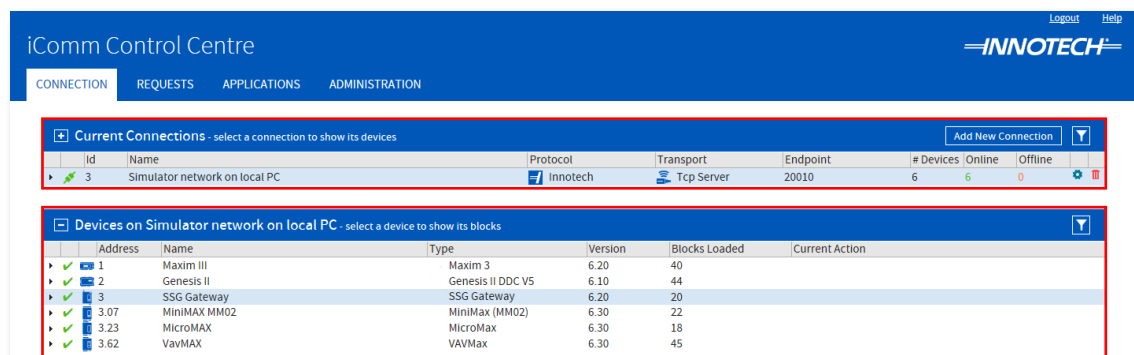 Logout Help
iComm Control Centre
INNOTECH
CONNECTION REQUESTS APPLICATIONS ADMINISTRATION
Current Connections - select a connection to show its devices Add New Connection
Id Name Protocol Transport Endpoint # Devices Online Offline
3 Simulator network on local PC Innotech Tcp Server 20010 6 6 0
Devices on Simulator network on local PC - select a device to show its blocks
Address Name Type Version Blocks Loaded Current Action
1 Maxim III Maxim 3 6.20 40
2 Genesis II Genesis II DDC V5 6.10 44
3 SSG Gateway SSG Gateway 6.20 20
3.07 MiniMAX MM02 MiniMax (MM02) 6.30 22
3.23 MicroMAX MicroMax 6.30 18
3.62 VavMAX VAVMax 6.30 45